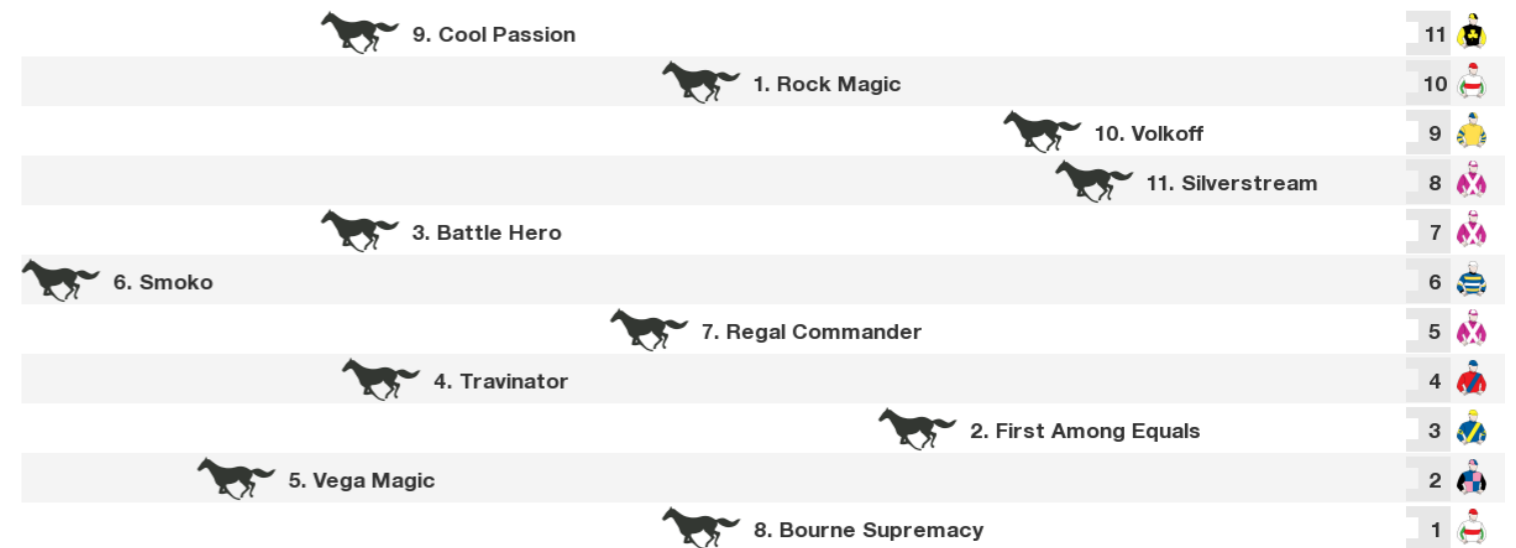 9. Cool Passion 11
1. Rock Magic 10
10. Volkoff 9
11. Silverstream 8
3. Battle Hero 7
6. Smoko 6
7. Regal Commander 5
4. Travinator 4
2. First Among Equals 3
5. Vega Magic 2
8. Bourne Supremacy 1